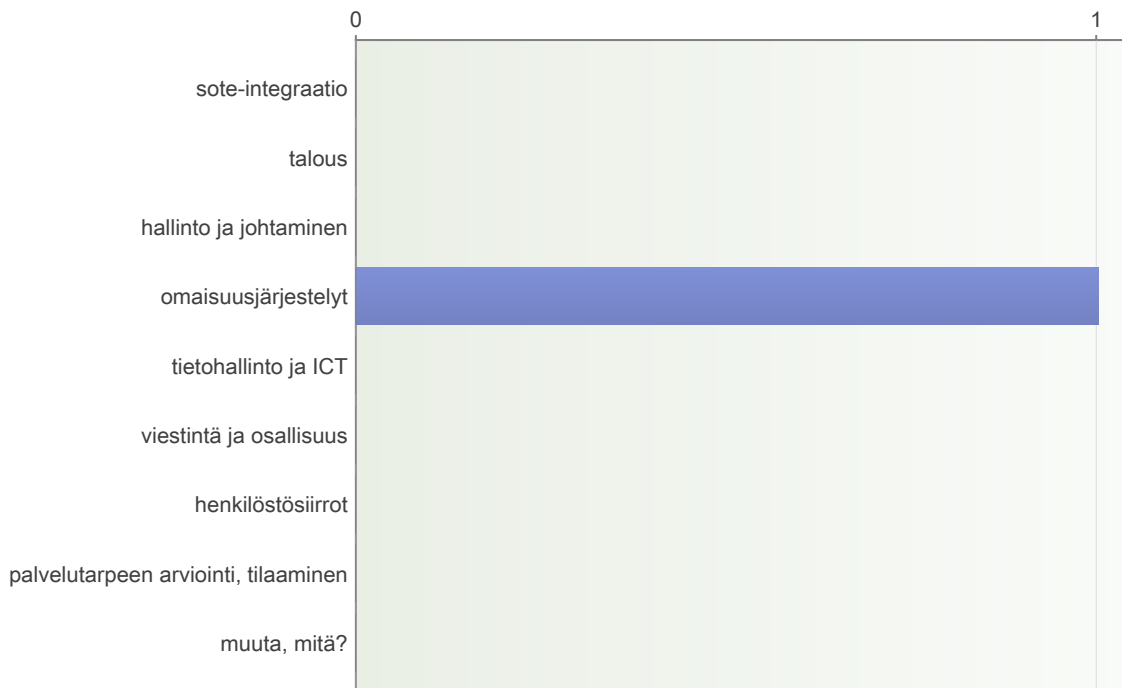 0 1
sote-integraatio
talous
hallinto ja johtaminen
omaisuusjärjestelyt
tietohallinto ja ICT
viestintä ja osallisuus
henkilöstösiirrot
palvelutarpeen arviointi, tilaaminen
muuta, mitä?